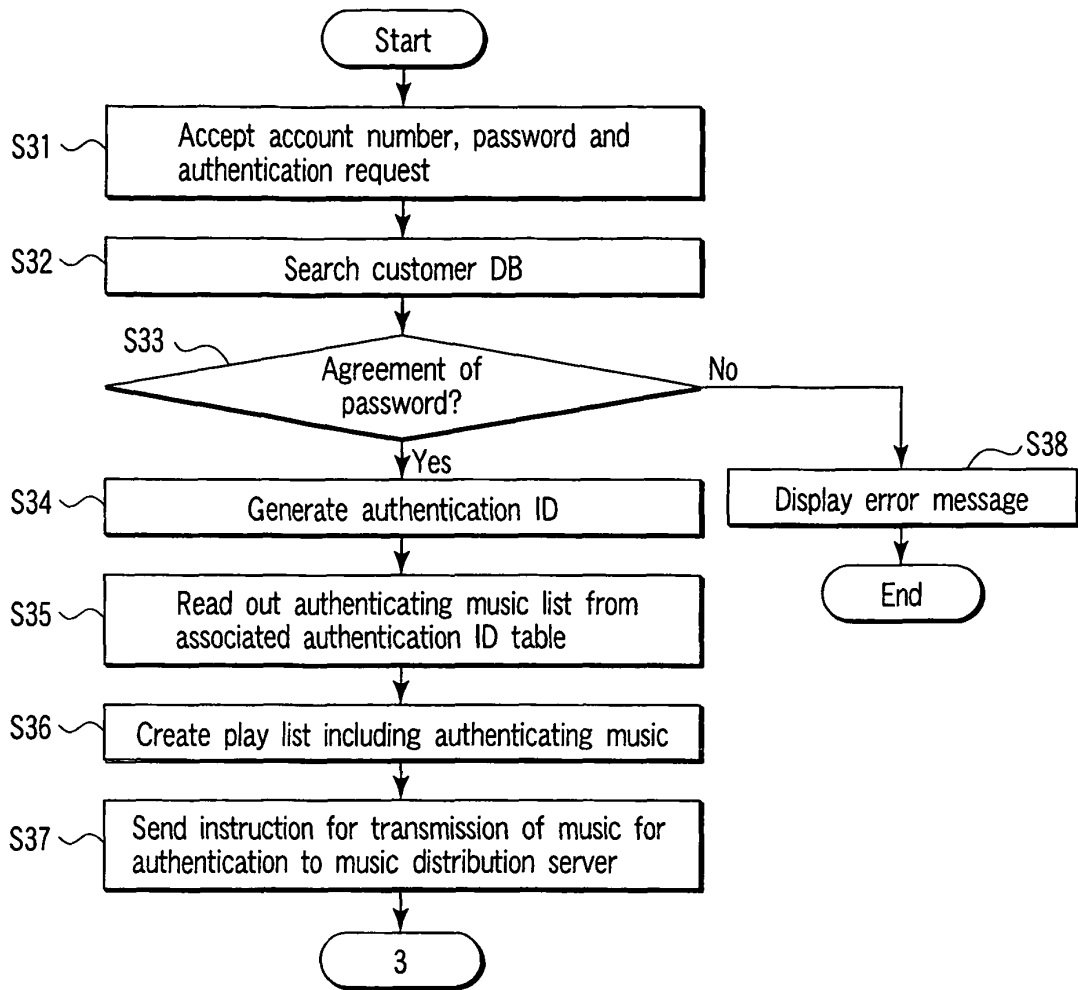 Start
S31
Accept account number, password and
authentication request
S32
Search customer DB
S33
Agreement of
password?
No
Yes
S38
Display error message
End
S34
Generate authentication ID
S35
Read out authenticating music list from
associated authentication ID table
S36
Create play list including authenticating music
S37
Send instruction for transmission of music for
authentication to music distribution server
3